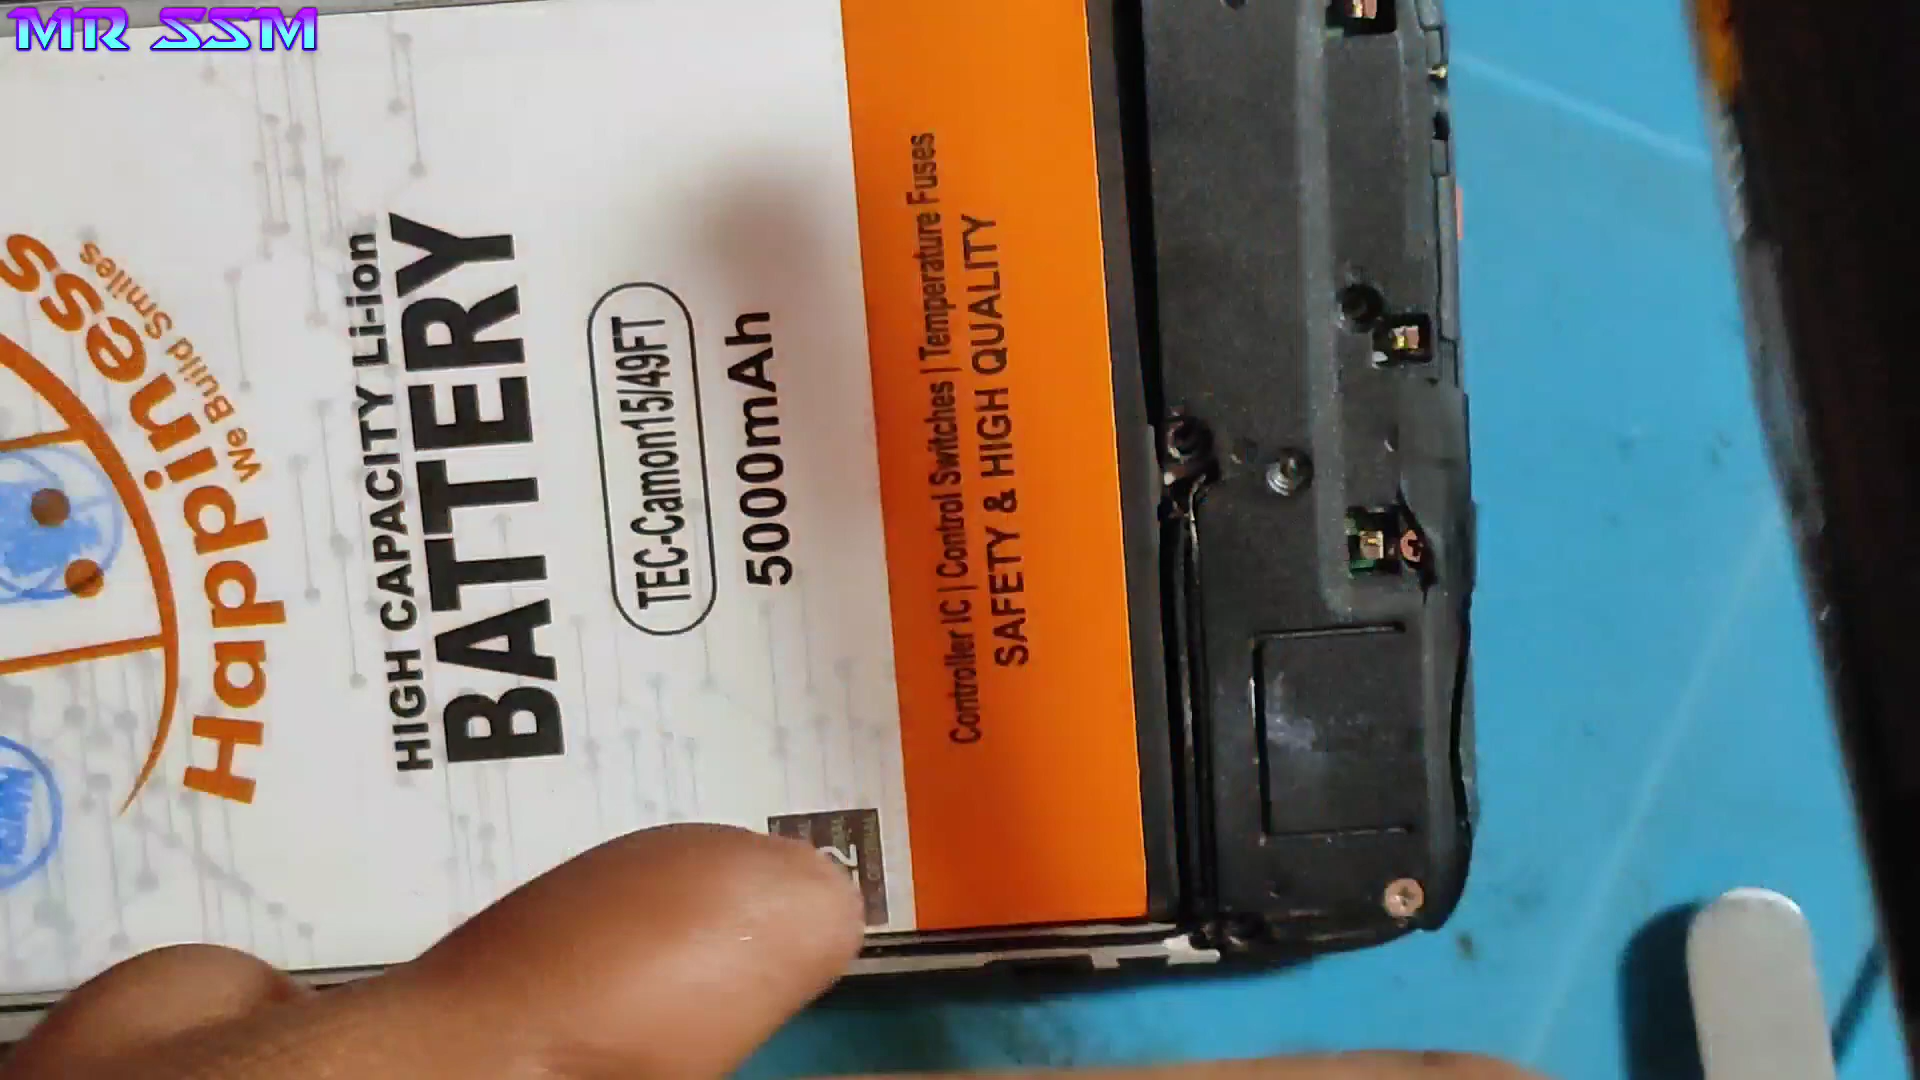 MR SSM
Happiness
We Build Smiles
HIGH CAPACITY Li-ion
BATTERY
TEC-Camon15/49FT
5000mAh
Controller IC | Control Switches | Temperature Fuses
SAFETY & HIGH QUALITY